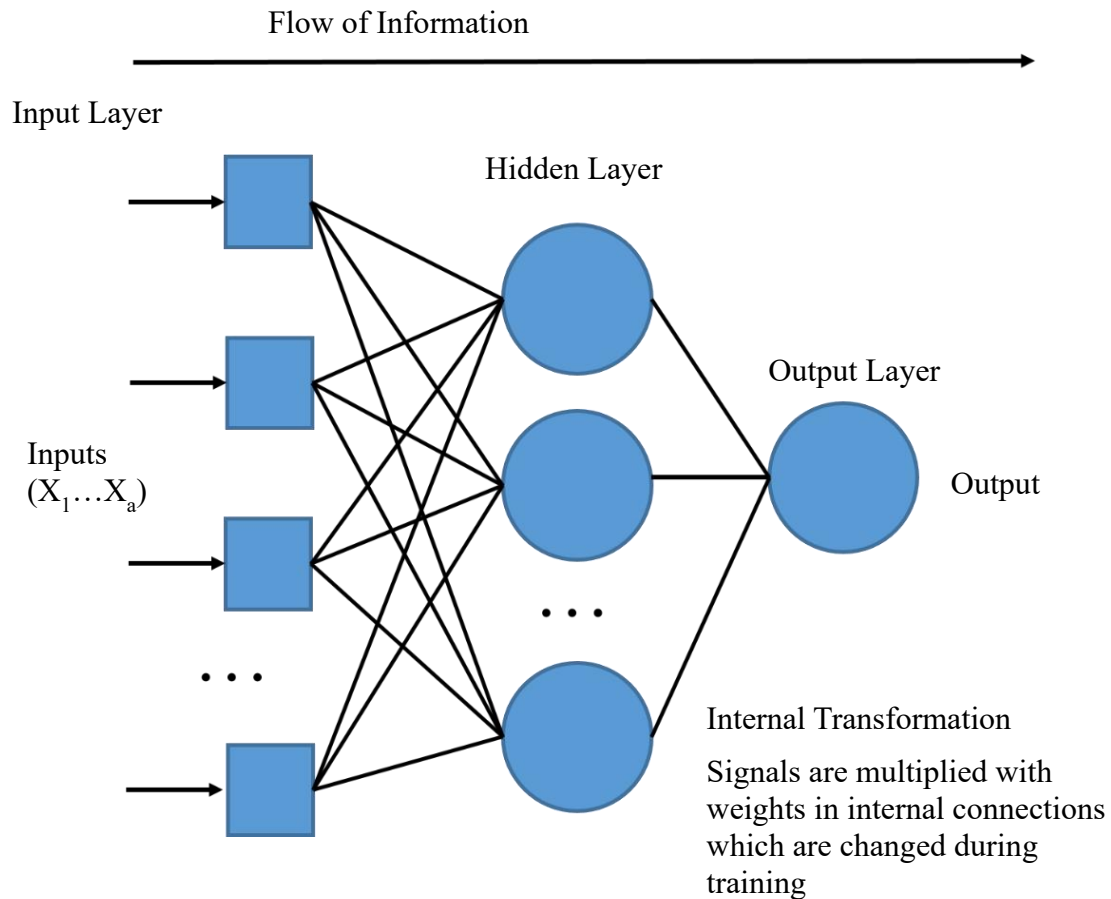 Flow of Information
Input Layer
Hidden Layer
Output Layer
Inputs
(X₁…Xₐ)
Output
. . .
. . .
Internal Transformation
Signals are multiplied with
weights in internal connections
which are changed during
training